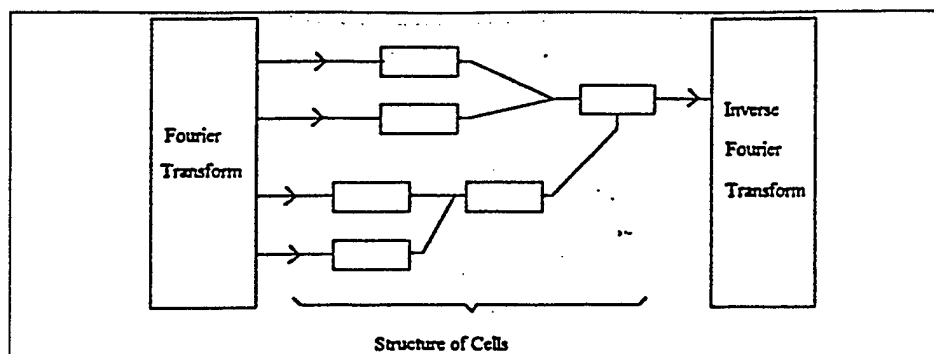 Fourier
Transform
Inverse
Fourier
Transform
Structure of Cells